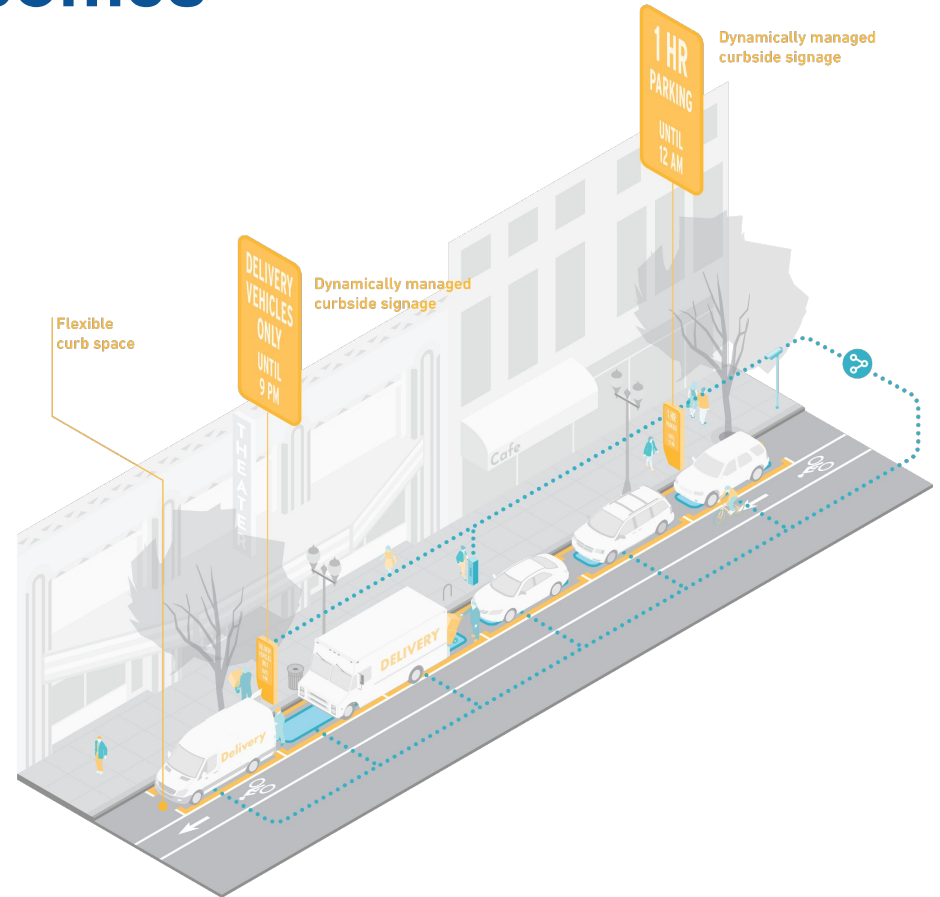 1 HR
PARKING
UNTIL
12 AM
Dynamically managed
curbside signage
DELIVERY
VEHICLES
ONLY
UNTIL
9 PM
Dynamically managed
curbside signage
Flexible
curb space
THEATER
Cafe
DELIVERY
Delivery